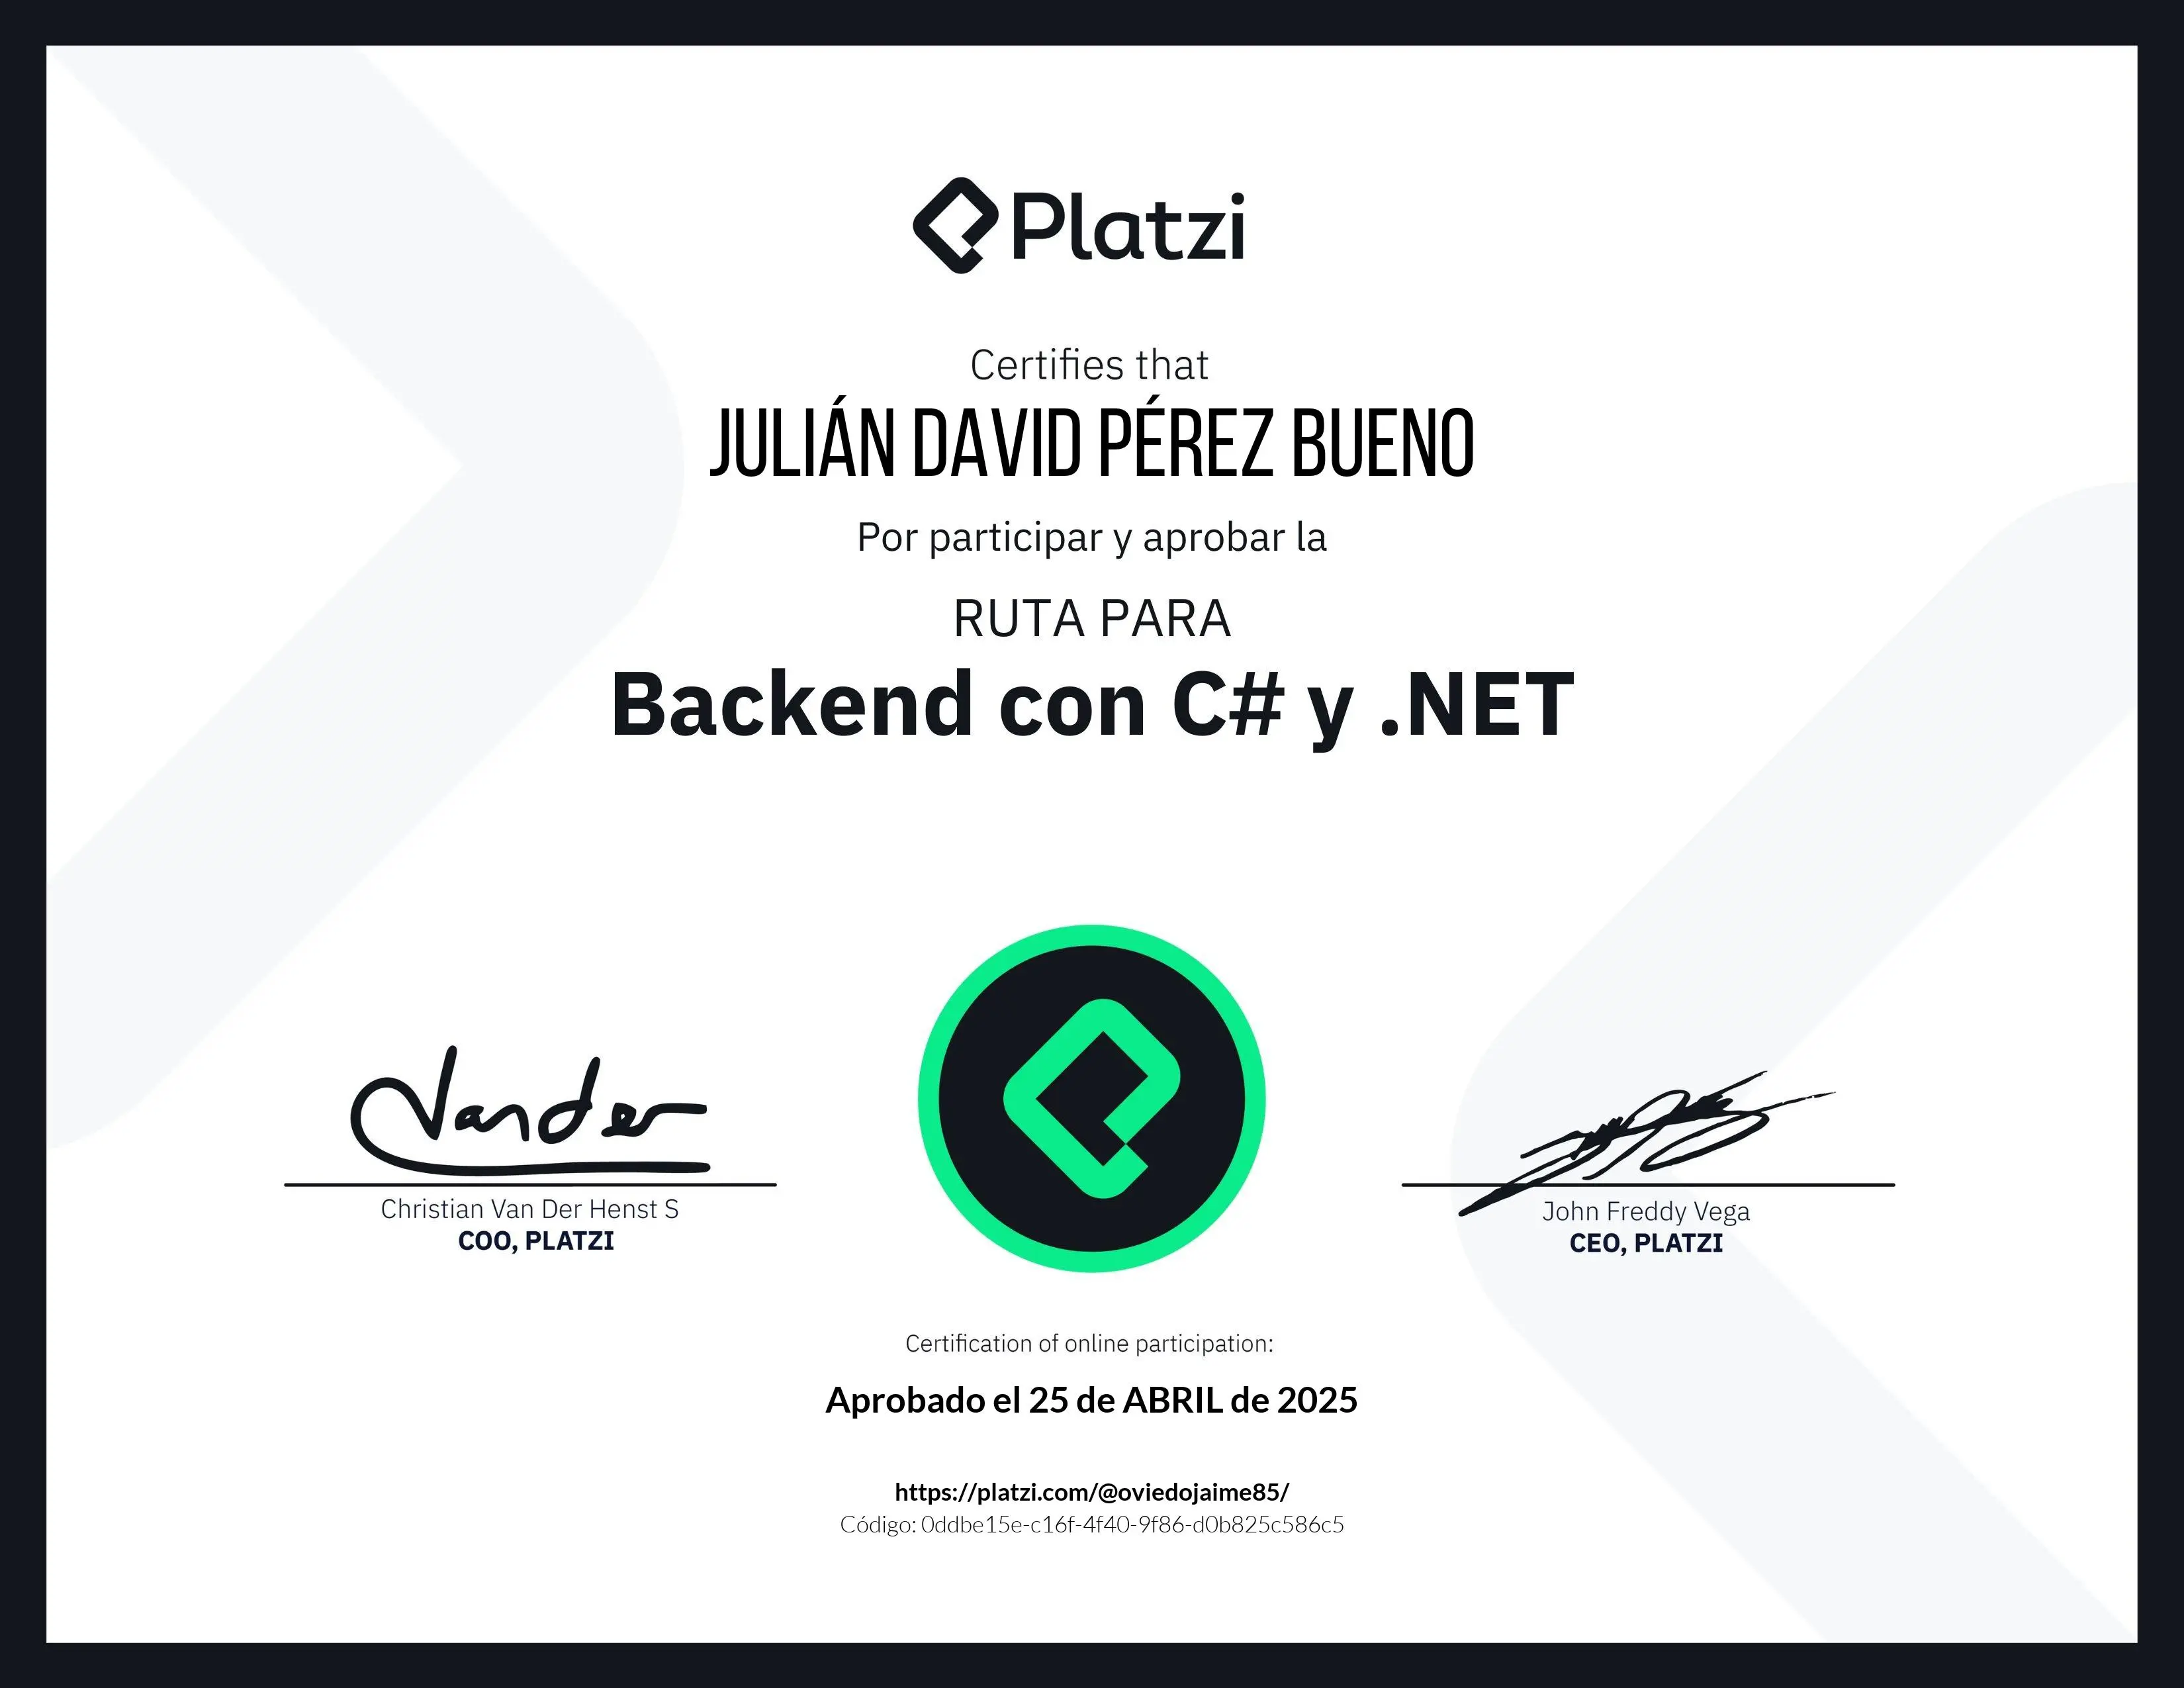 Platzi
Certifies that
JULIÁN DAVID PÉREZ BUENO
Por participar y aprobar la
RUTA PARA
Backend con C# y .NET
Vander
Christian Van Der Henst S
COO, PLATZI
John Freddy Vega
CEO, PLATZI
Certification of online participation:
Aprobado el 25 de ABRIL de 2025
https://platzi.com/@oviedojaime85/
Código: 0ddbe15e-c16f-4f40-9f86-d0b825c586c5